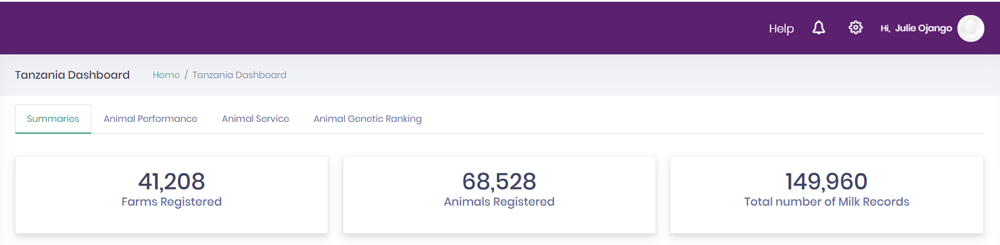 Help Hi, Julie Ojango
Tanzania Dashboard Home / Tanzania Dashboard
Summaries Animal Performance Animal Service Animal Genetic Ranking
41,208
Farms Registered
68,528
Animals Registered
149,960
Total number of Milk Records